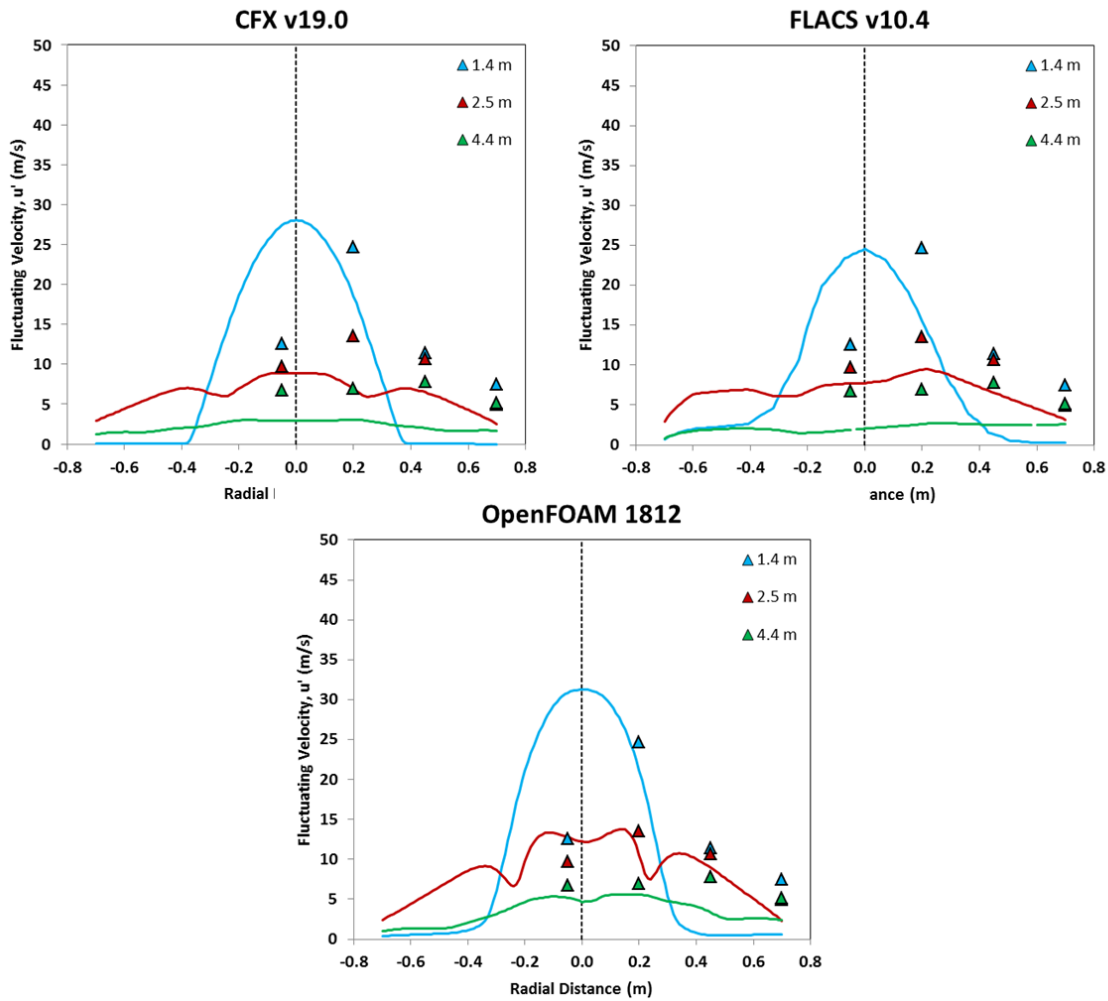 CFX v19.0
50
45
40
35
30
25
20
15
10
5
0
Fluctuating Velocity, u' (m/s)
1.4 m
2.5 m
4.4 m
-0.8 -0.6 -0.4 -0.2 0.0 0.2 0.4 0.6 0.8
Radial
FLACS v10.4
50
45
40
35
30
25
20
15
10
5
0
Fluctuating Velocity, u' (m/s)
1.4 m
2.5 m
4.4 m
-0.8 -0.6 -0.4 -0.2 0.0 0.2 0.4 0.6 0.8
ance (m)
OpenFOAM 1812
50
45
40
35
30
25
20
15
10
5
0
Fluctuating Velocity, u' (m/s)
1.4 m
2.5 m
4.4 m
-0.8 -0.6 -0.4 -0.2 0.0 0.2 0.4 0.6 0.8
Radial Distance (m)